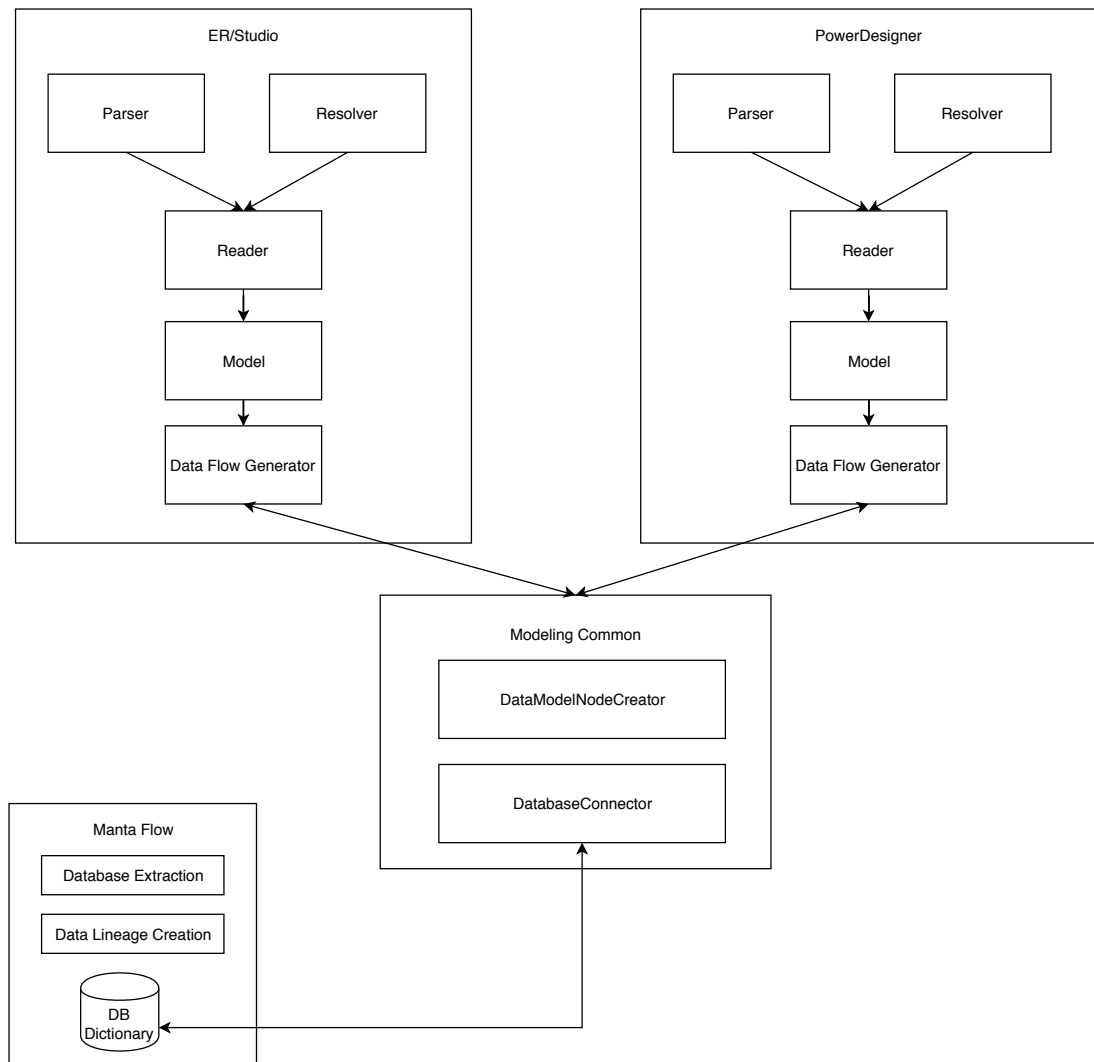 ER/Studio
Parser
Resolver
Reader
Model
Data Flow Generator
PowerDesigner
Parser
Resolver
Reader
Model
Data Flow Generator
Modeling Common
DataModelNodeCreator
DatabaseConnector
Manta Flow
Database Extraction
Data Lineage Creation
DB
Dictionary